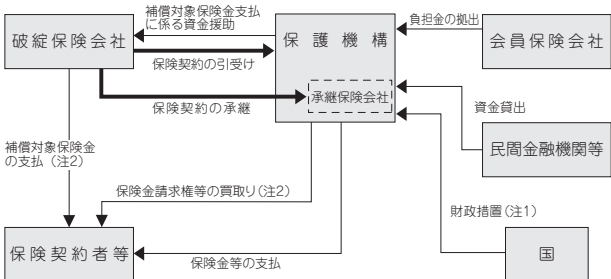 補償対象保険金支払
に係る資金援助
破綻保険会社
保護機構
負担金の拠出
会員保険会社
保険契約の引受け
承継保険会社
保険契約の承継
資金貸出
民間金融機関等
補償対象保険金
の支払（注2）
保険金請求権等の買取り（注2）
財政措置（注1）
保険契約者等
保険金等の支払
国